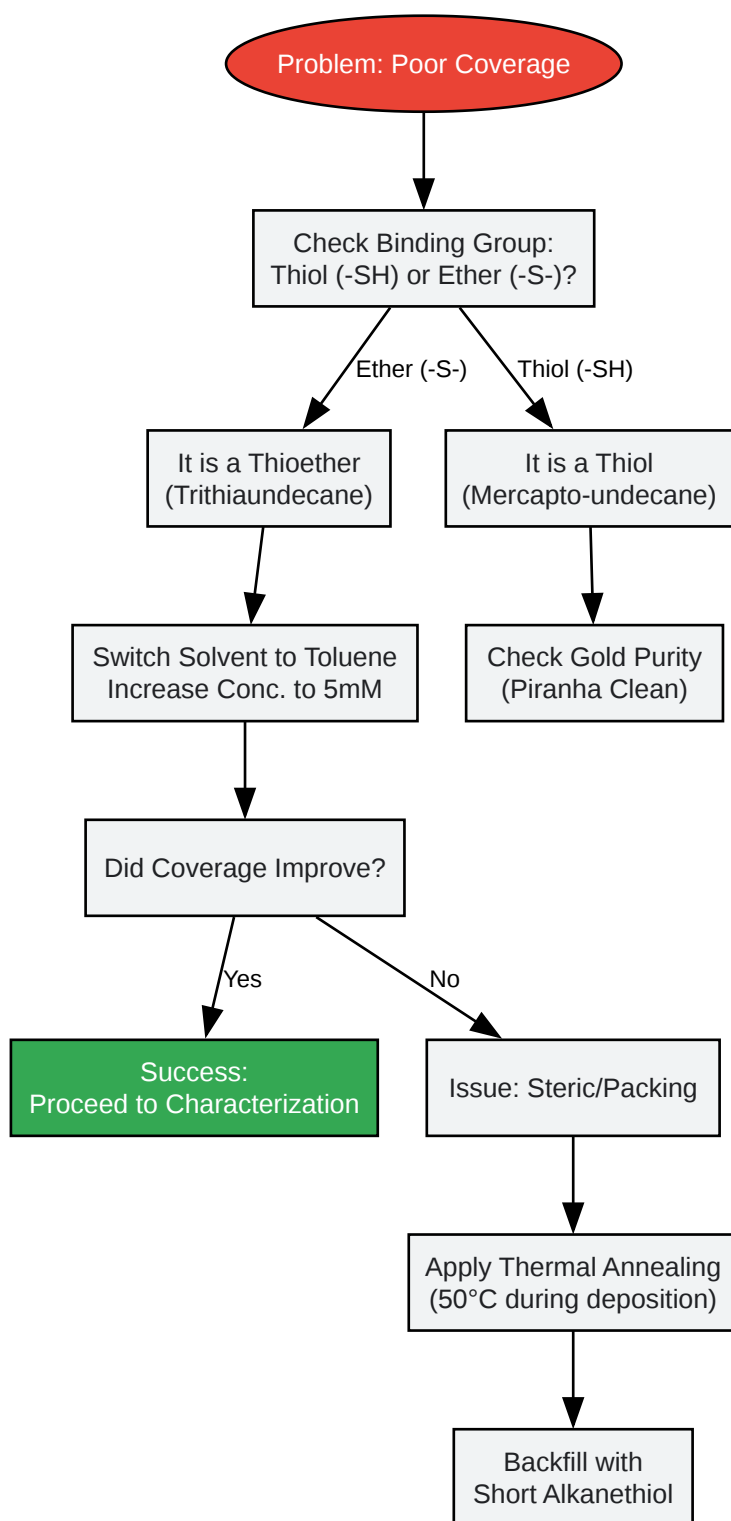 Problem: Poor Coverage
Check Binding Group:
Thiol (-SH) or Ether (-S-)?
Ether (-S-)
Thiol (-SH)
It is a Thioether
(Trithiaundecane)
It is a Thiol
(Mercapto-undecane)
Switch Solvent to Toluene
Increase Conc. to 5mM
Check Gold Purity
(Piranha Clean)
Did Coverage Improve?
Yes
No
Success:
Proceed to Characterization
Issue: Steric/Packing
Apply Thermal Annealing
(50°C during deposition)
Backfill with
Short Alkanethiol